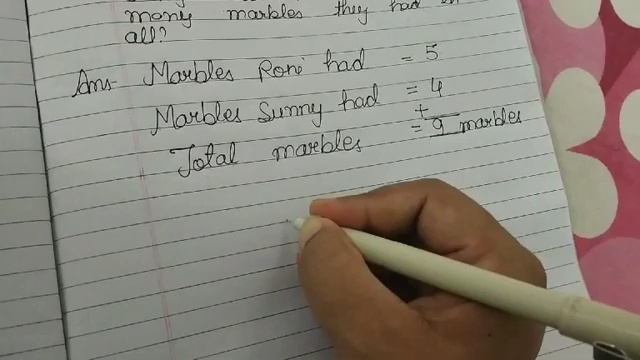 many marbles they had in
all?
Ans- Marbles Roni had = 5
Marbles Sunny had = 4
+
Total marbles = 9 marbles